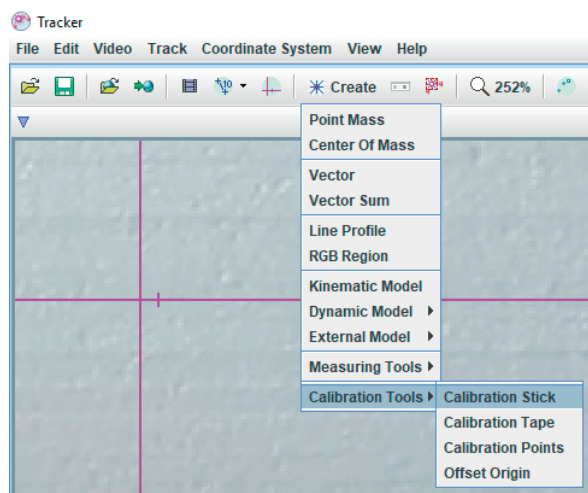 Tracker
File Edit Video Track Coordinate System View Help
Create 252%
Point Mass
Center Of Mass
Vector
Vector Sum
Line Profile
RGB Region
Kinematic Model
Dynamic Model
External Model
Measuring Tools
Calibration Tools Calibration Stick
Calibration Tape
Calibration Points
Offset Origin